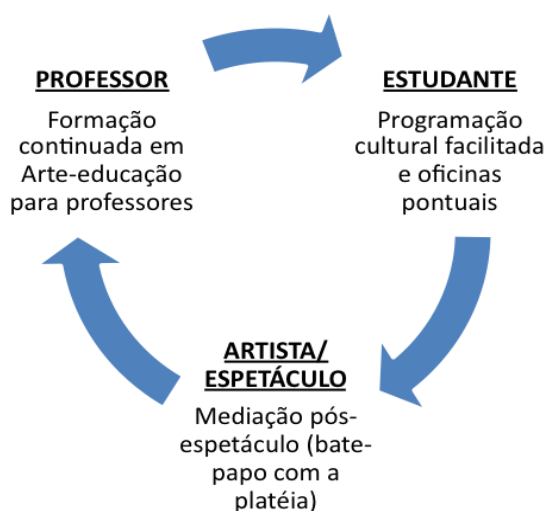 PROFESSOR
Formação
continuada em
Arte-educação
para professores
ESTUDANTE
Programação
cultural facilitada
e oficinas
pontuais
ARTISTA/
ESPETÁCULO
Mediação pós-
espetáculo (bate-
papo com a
platéia)